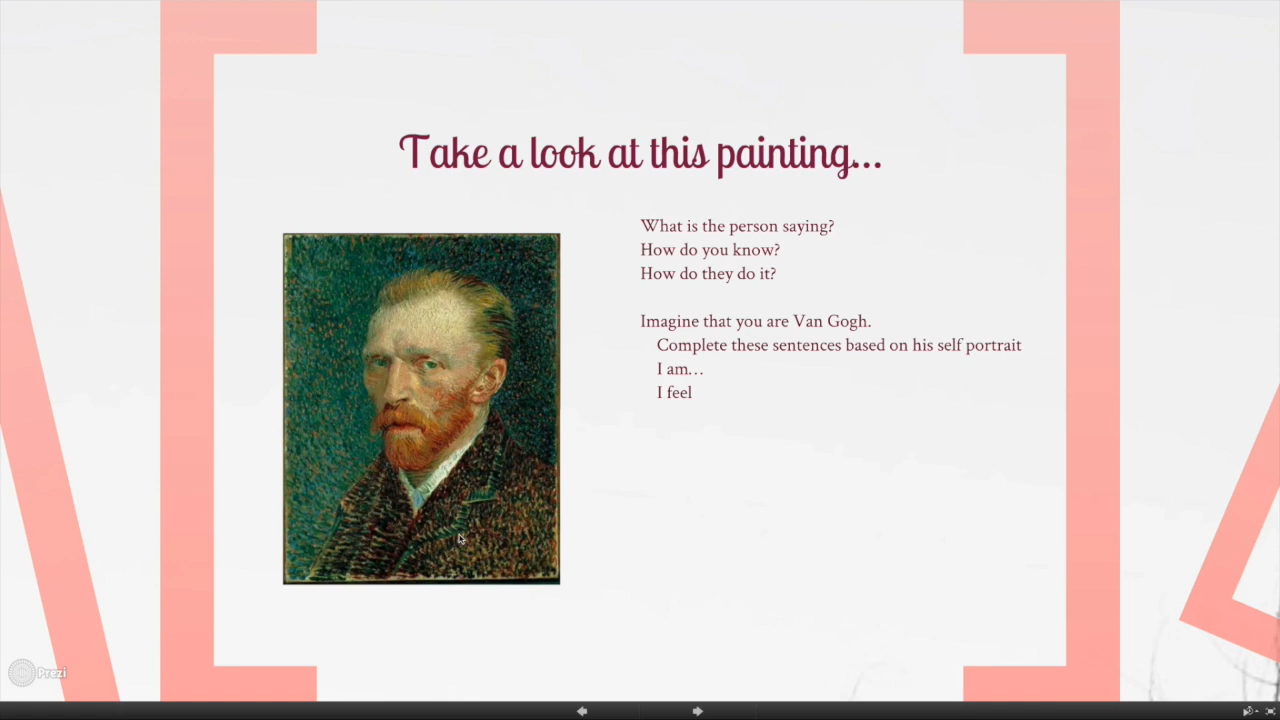 Take a look at this painting...
What is the person saying?
How do you know?
How do they do it?
Imagine that you are Van Gogh.
Complete these sentences based on his self portrait
I am...
I feel
Prezi